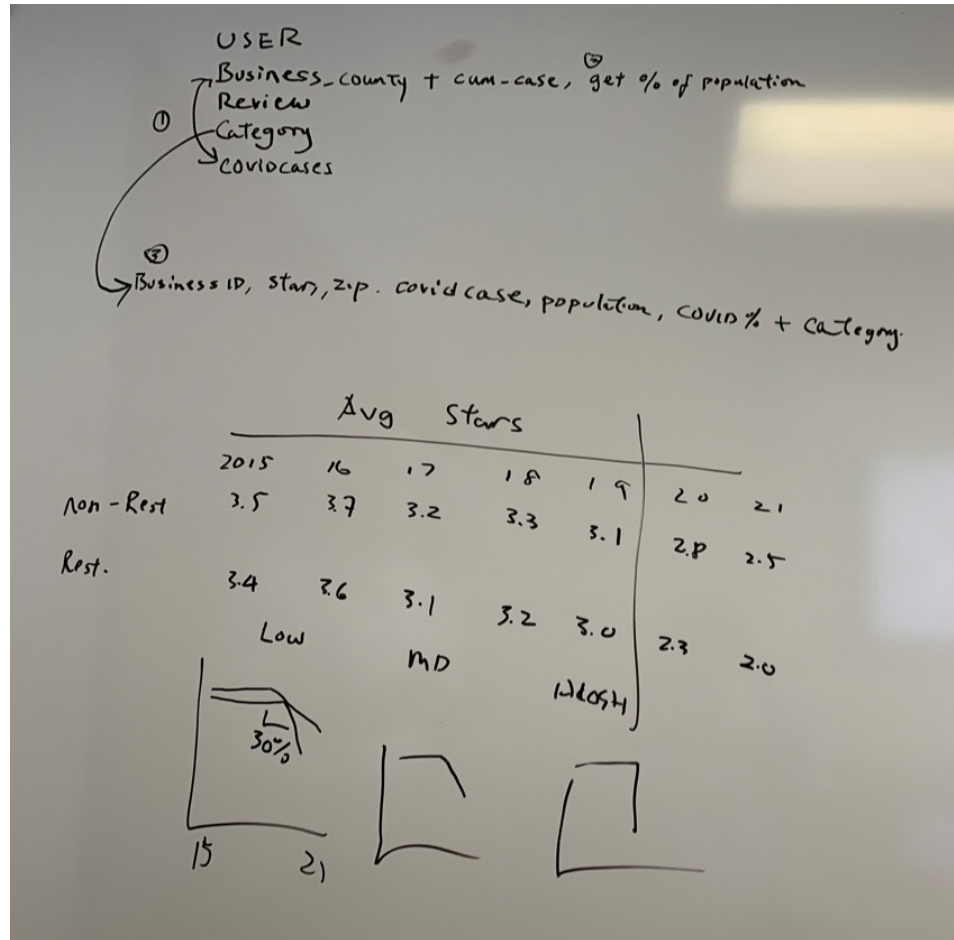 USER
②
Business_county + cum-case, get % of population
Review
① Category
COVIDcases
③
Business ID, stars, zip. covid case, population, COVID % + Category.
Avg Stars
2015 16 17 18 19 20 21
non-Rest 3.5 3.7 3.2 3.3 3.1 2.8 2.5
Rest. 3.4 3.6 3.1 3.2 3.0 2.3 2.0
Low MD HIGH
30%
15 21